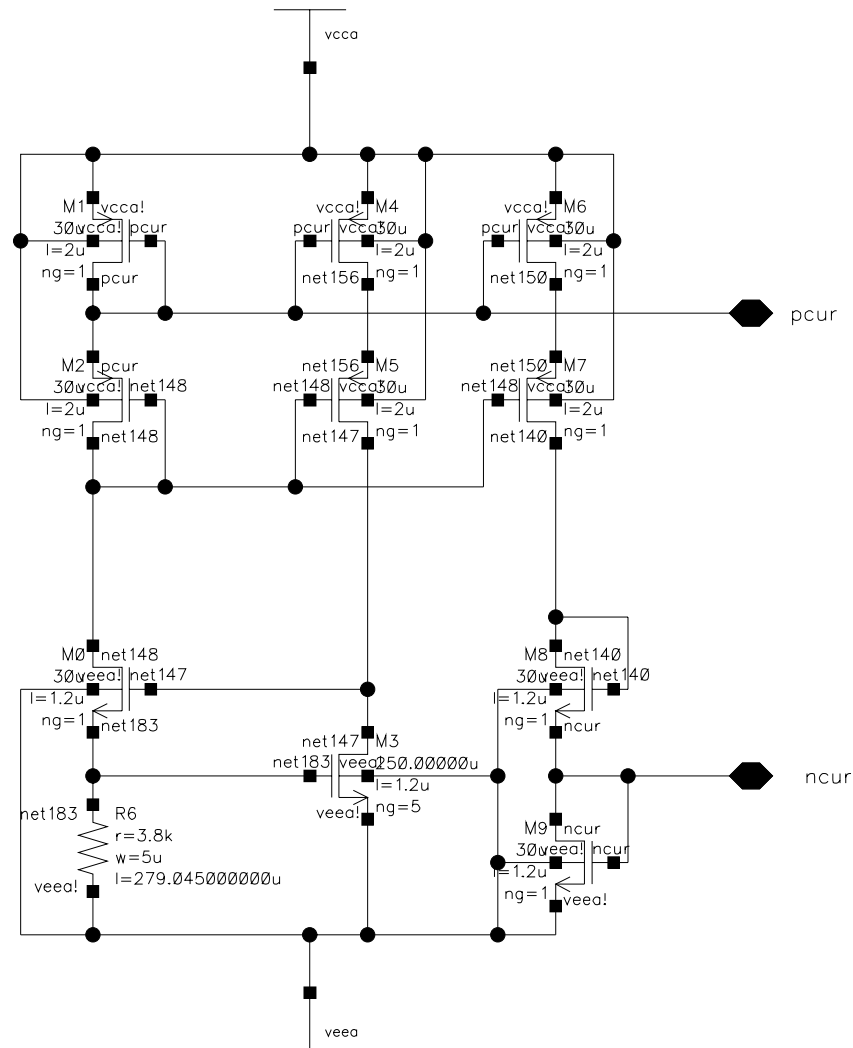 vcca
M1 vcca! vcca! M4 vcca! M6
30u vcca! pcur pcur vcca! 30u pcur vcca! 30u
l=2u l=2u l=2u
ng=1 pcur net156 ng=1 net150 ng=1
pcur
M2 pcur net156 M5 net150 M7
30u vcca! net148 net148 vcca! 30u net148 vcca! 30u
l=2u l=2u l=2u
ng=1 net148 net147 ng=1 net140 ng=1
M0 net148 M8 net140
30u veea! net147 30u veea! net140
l=1.2u l=1.2u
ng=1 net183 ng=1 ncur
net147 M3
net183 veea! 250.00000u
l=1.2u
veea! ng=5
ncur
net183 R6
r=3.8k
w=5u
veea! l=279.045000000u
M9 ncur
30u veea! ncur
l=1.2u
ng=1 veea!
veea